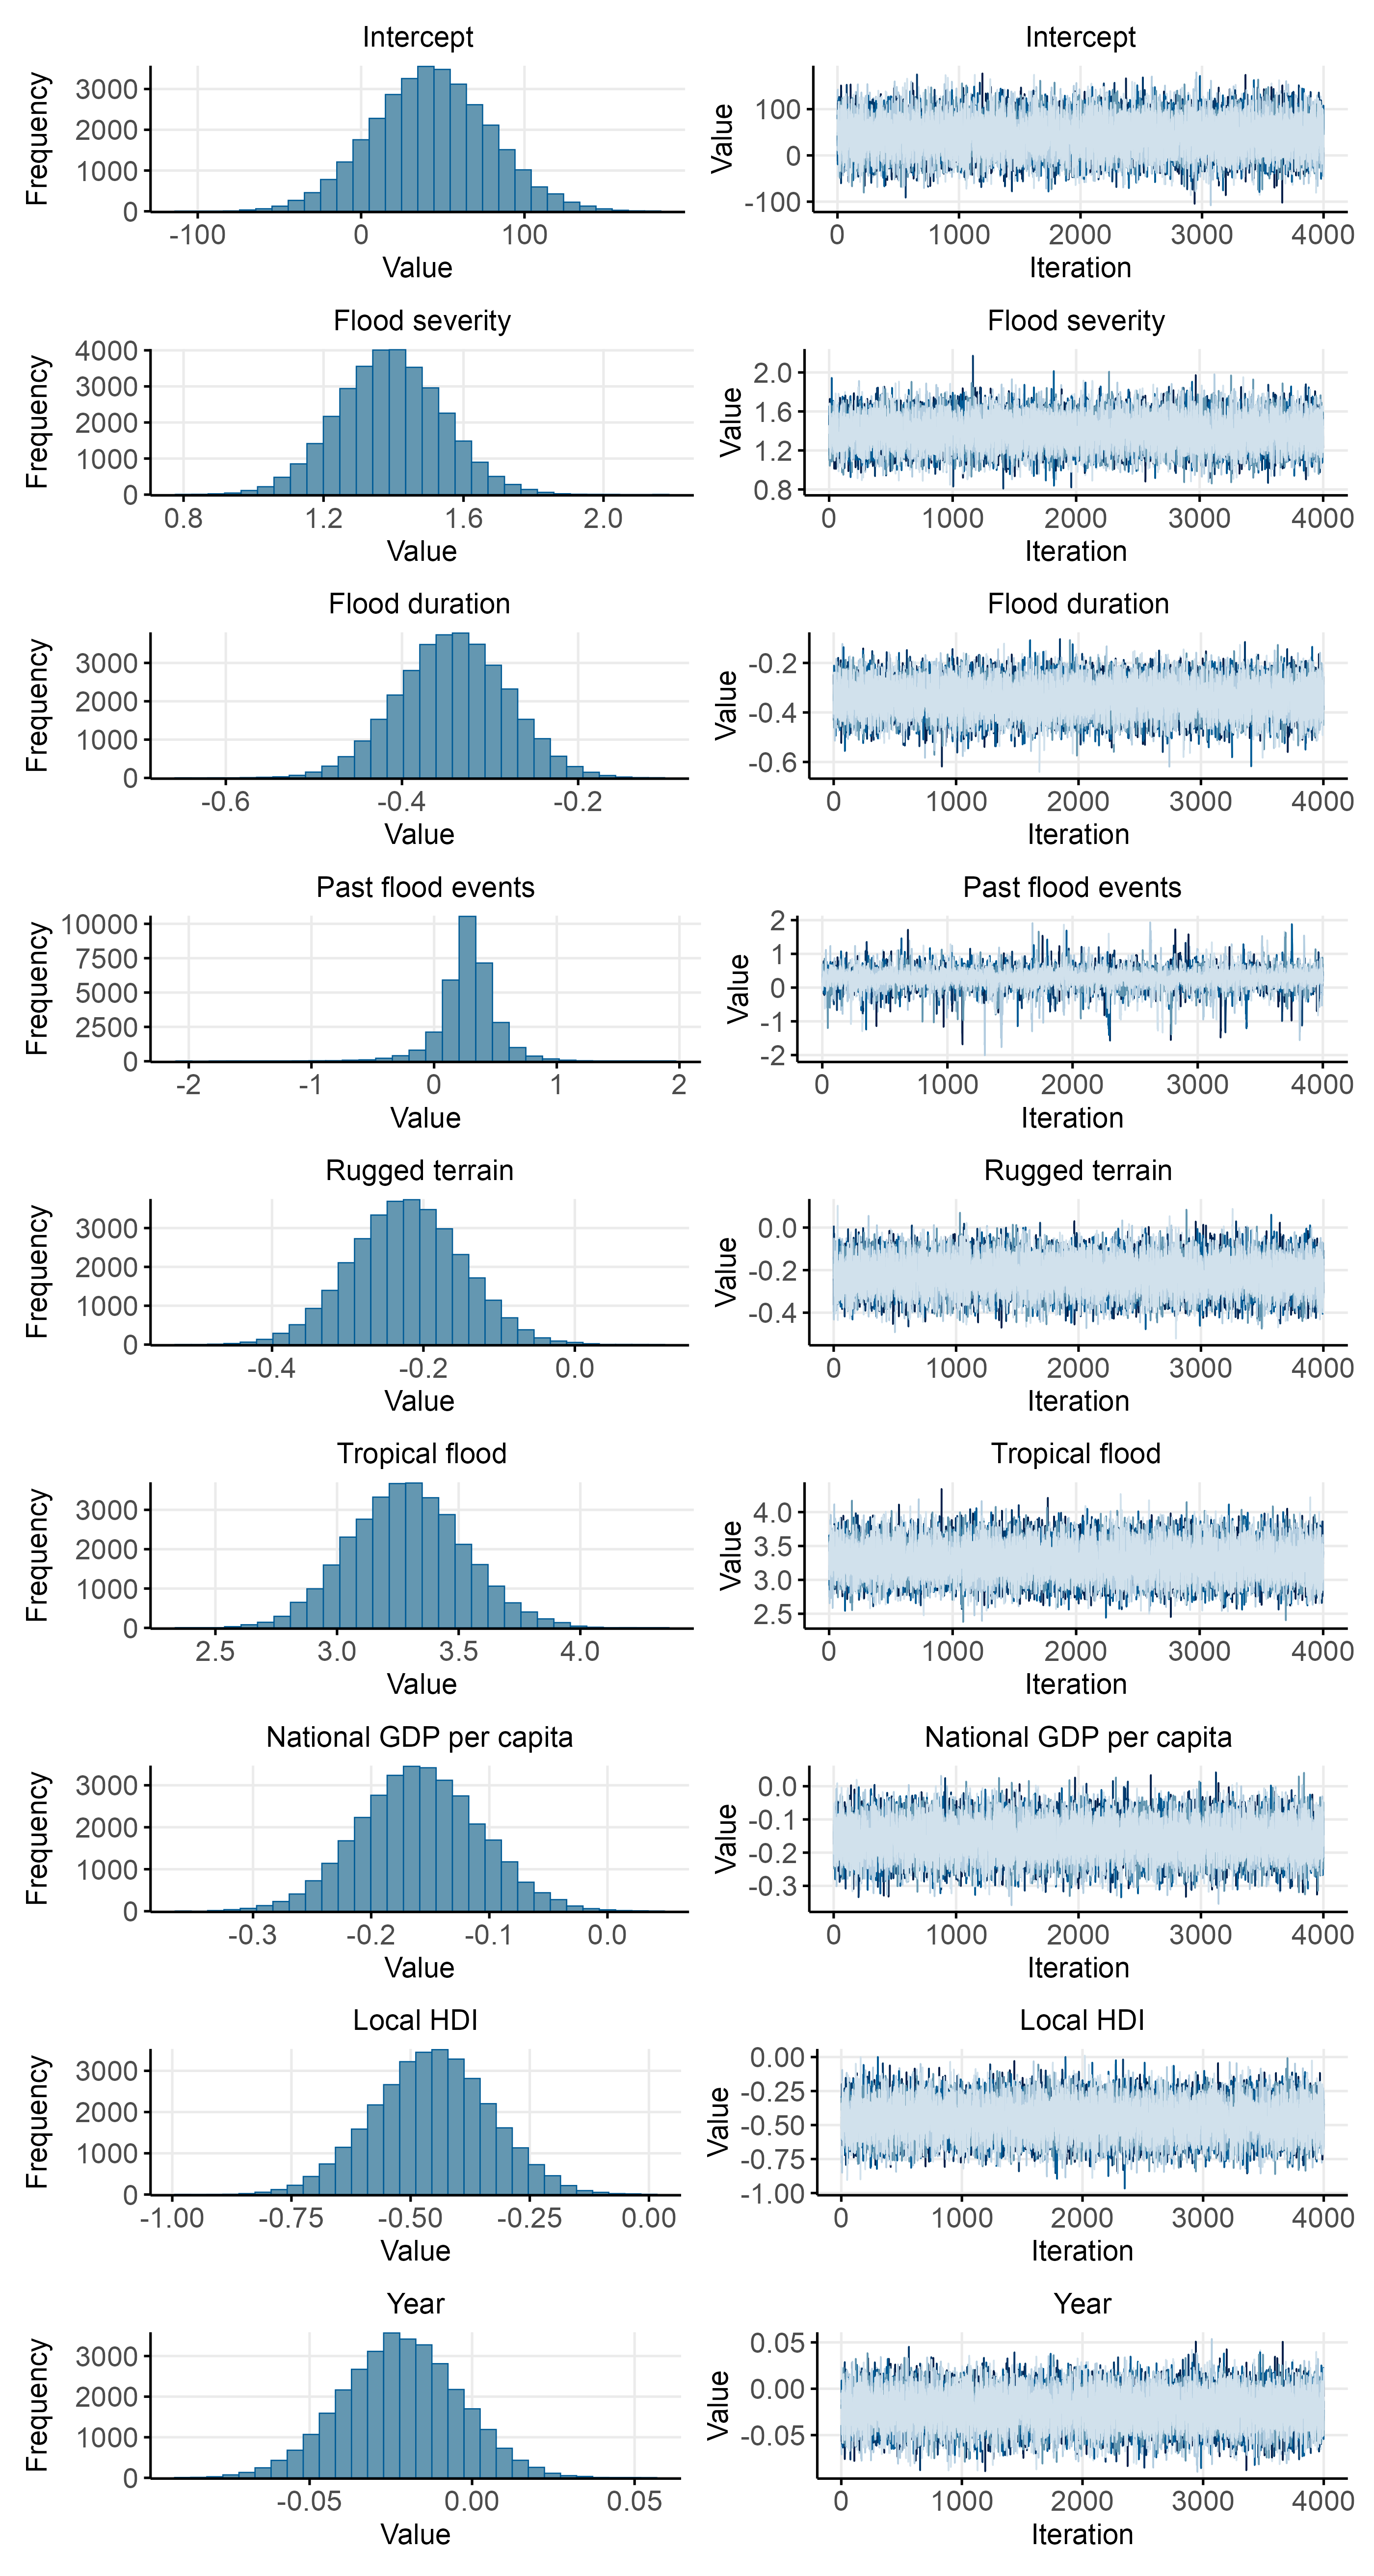 Intercept Intercept
Frequency 3000 2000 1000 0 Value 100 0 -100
-100 0 100 0 1000 2000 3000 4000
Value Iteration
Flood severity Flood severity
Frequency 4000 3000 2000 1000 0 Value 2.0 1.6 1.2 0.8
0.8 1.2 1.6 2.0 0 1000 2000 3000 4000
Value Iteration
Flood duration Flood duration
Frequency 3000 2000 1000 0 Value -0.2 -0.4 -0.6
-0.6 -0.4 -0.2 0 1000 2000 3000 4000
Value Iteration
Past flood events Past flood events
Frequency 10000 7500 5000 2500 0 Value 2 1 0 -1 -2
-2 -1 0 1 2 0 1000 2000 3000 4000
Value Iteration
Rugged terrain Rugged terrain
Frequency 3000 2000 1000 0 Value 0.0 -0.2 -0.4
-0.4 -0.2 0.0 0 1000 2000 3000 4000
Value Iteration
Tropical flood Tropical flood
Frequency 3000 2000 1000 0 Value 4.0 3.5 3.0 2.5
2.5 3.0 3.5 4.0 0 1000 2000 3000 4000
Value Iteration
National GDP per capita National GDP per capita
Frequency 3000 2000 1000 0 Value 0.0 -0.1 -0.2 -0.3
-0.3 -0.2 -0.1 0.0 0 1000 2000 3000 4000
Value Iteration
Local HDI Local HDI
Frequency 3000 2000 1000 0 Value 0.00 -0.25 -0.50 -0.75 -1.00
-1.00 -0.75 -0.50 -0.25 0.00 0 1000 2000 3000 4000
Value Iteration
Year Year
Frequency 3000 2000 1000 0 Value 0.05 0.00 -0.05
-0.05 0.00 0.05 0 1000 2000 3000 4000
Value Iteration